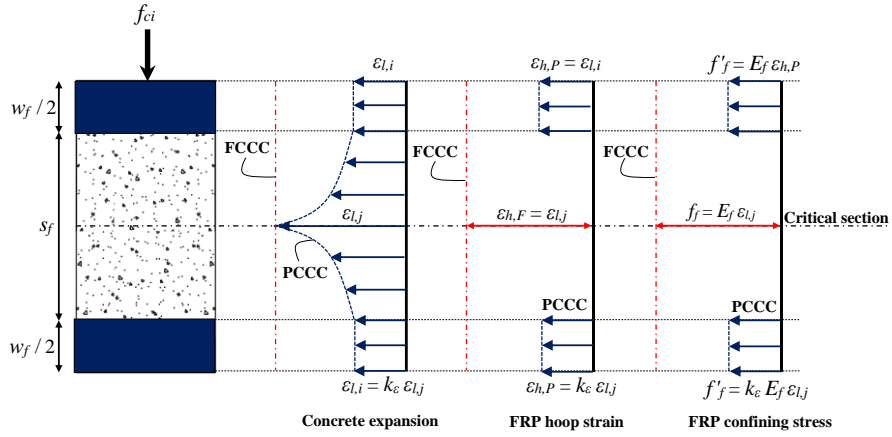 f_ci
ε_l,i
ε_h,P = ε_l,i
f'_f = E_f ε_h,P
w_f / 2
FCCC
FCCC
FCCC
s_f
ε_l,j
ε_h,F = ε_l,j
f_f = E_f ε_l,j
Critical section
PCCC
PCCC
PCCC
w_f / 2
ε_l,i = k_ε ε_l,j
ε_h,P = k_ε ε_l,j
f'_f = k_ε E_f ε_l,j
Concrete expansion
FRP hoop strain
FRP confining stress